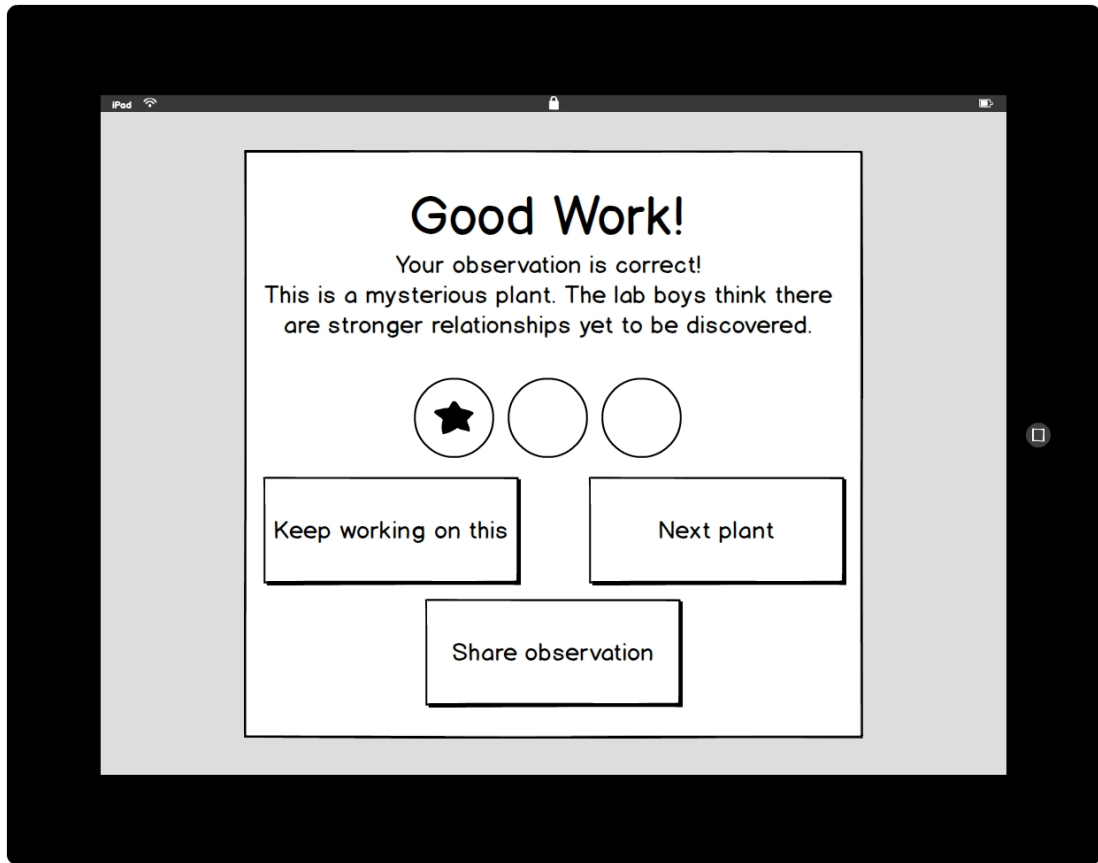 iPad
Good Work!
Your observation is correct!
This is a mysterious plant. The lab boys think there
are stronger relationships yet to be discovered.
Keep working on this
Next plant
Share observation